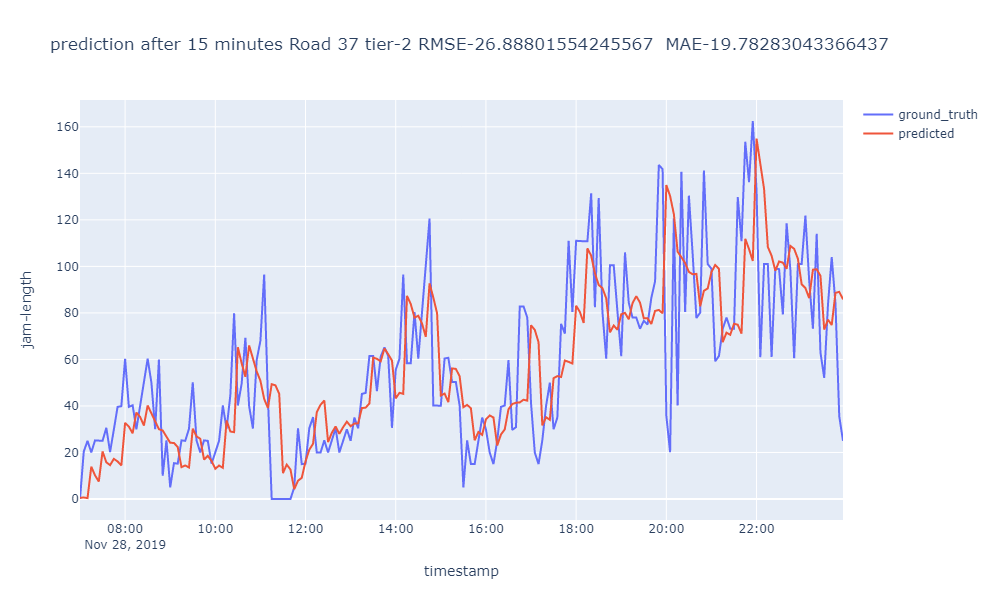 prediction after 15 minutes Road 37 tier-2 RMSE-26.88801554245567  MAE-19.78283043366437
ground_truth
predicted
jam-length
160
140
120
100
80
60
40
20
0
08:00 10:00 12:00 14:00 16:00 18:00 20:00 22:00
Nov 28, 2019
timestamp